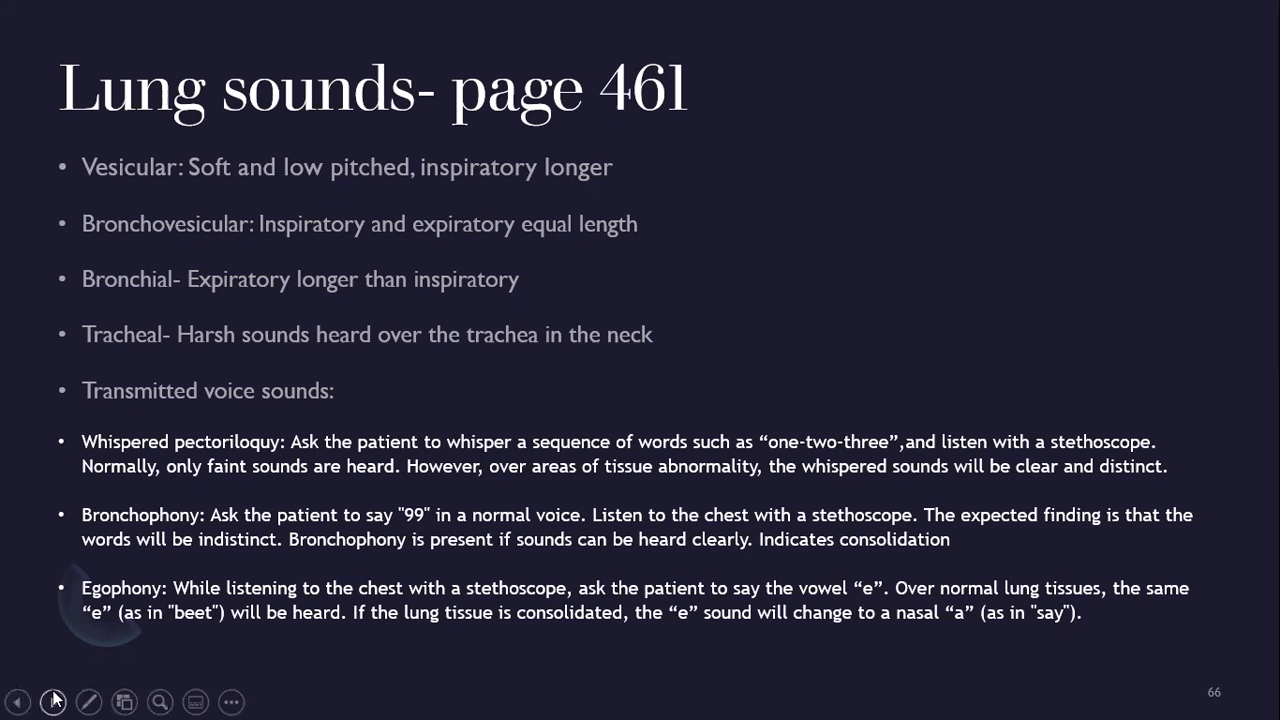 Lung sounds- page 461
• Vesicular: Soft and low pitched, inspiratory longer
• Bronchovesicular: Inspiratory and expiratory equal length
• Bronchial- Expiratory longer than inspiratory
• Tracheal- Harsh sounds heard over the trachea in the neck
• Transmitted voice sounds:
• Whispered pectoriloquy: Ask the patient to whisper a sequence of words such as “one-two-three”,and listen with a stethoscope.
Normally, only faint sounds are heard. However, over areas of tissue abnormality, the whispered sounds will be clear and distinct.
• Bronchophony: Ask the patient to say "99" in a normal voice. Listen to the chest with a stethoscope. The expected finding is that the
words will be indistinct. Bronchophony is present if sounds can be heard clearly. Indicates consolidation
• Egophony: While listening to the chest with a stethoscope, ask the patient to say the vowel “e”. Over normal lung tissues, the same
“e” (as in "beet") will be heard. If the lung tissue is consolidated, the “e” sound will change to a nasal “a” (as in "say").
66